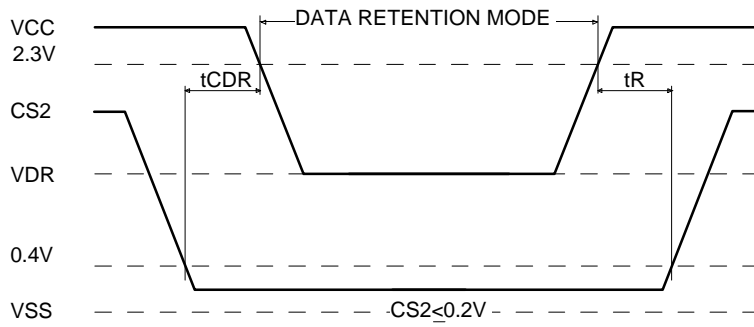 DATA RETENTION MODE
VCC
2.3V
tCDR
tR
CS2
VDR
0.4V
VSS
CS2≤0.2V